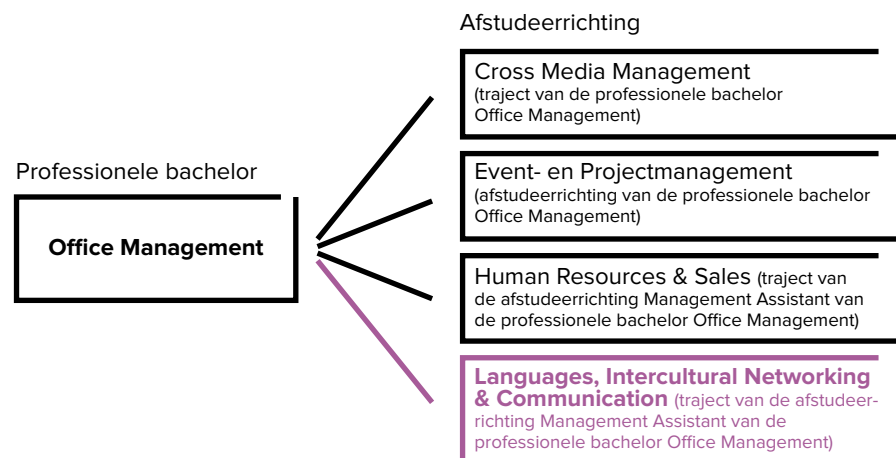 Afstudeerrichting
Cross Media Management
(traject van de professionele bachelor
Office Management)
Professionele bachelor
Office Management
Event- en Projectmanagement
(afstudeerrichting van de professionele bachelor
Office Management)
Human Resources & Sales (traject van
de afstudeerrichting Management Assistant van
de professionele bachelor Office Management)
Languages, Intercultural Networking
& Communication (traject van de afstudeer-
richting Management Assistant van de
professionele bachelor Office Management)